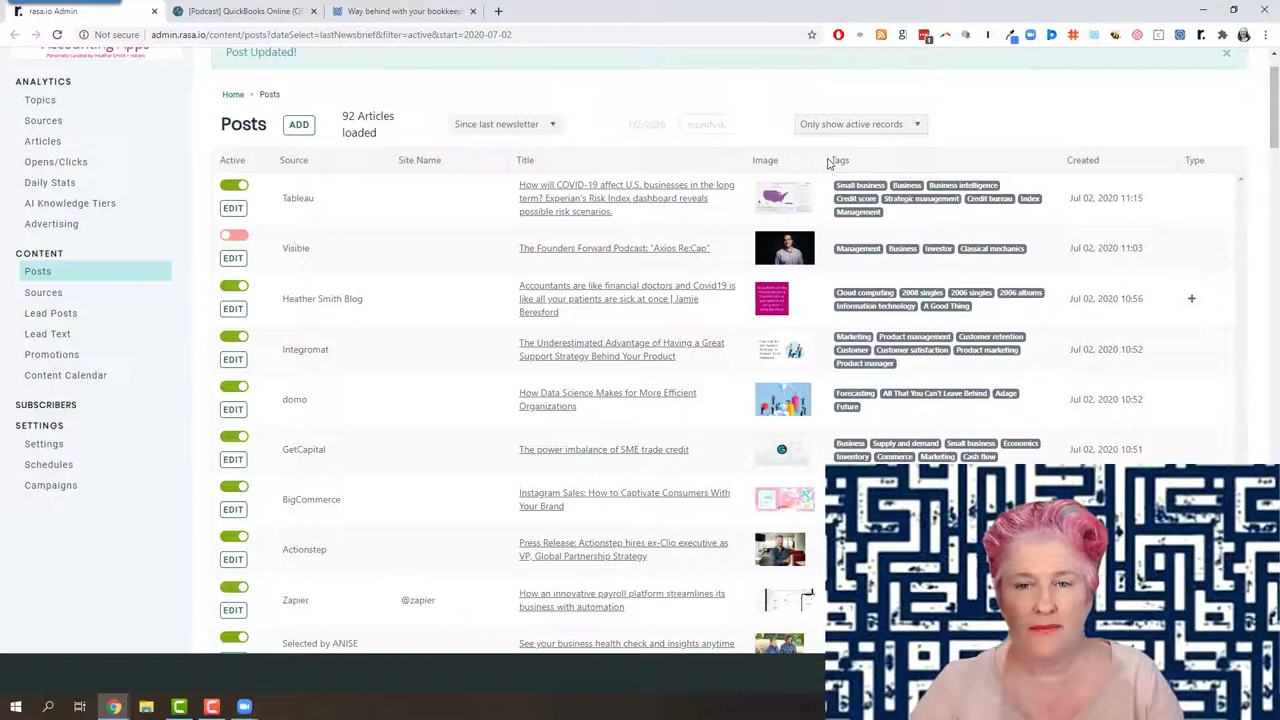 rasa.io Admin
[Podcast] QuickBooks Online (C
Way behind with your bookkeep
Not secure
admin.rasa.io/content/posts?dateSelect=lastNewsbrief&filter=active&start=2020-07-02
Accounting Apps
Post Updated!
ANALYTICS
Topics
Sources
Articles
Opens/Clicks
Daily Stats
AI Knowledge Tiers
Advertising
CONTENT
Posts
Sources
Lead Posts
Lead Text
Promotions
Content Calendar
SUBSCRIBERS
SETTINGS
Settings
Schedules
Campaigns
Home > Posts
Posts
ADD
92 Articles
loaded
Since last newsletter
7/2/2020
Only show active records
Active Source Site Name Title Image Tags Created Type
EDIT
Tableau
How will COVID-19 affect U.S. businesses in the long
term? Experian's Risk Index dashboard reveals
possible risk scenarios.
Small business Business Business intelligence
Credit score Strategic management Credit bureau Index
Management
Jul 02, 2020 11:15
EDIT
Visible
The Founders Forward Podcast: "Axios Re:Cap"
Management Business Investor Classical mechanics
Jul 02, 2020 11:03
EDIT
Heather Smith Blog
Accountants are like financial doctors and Covid19 is
like all your patients are sick at once | Jamie
Beresford
Cloud computing 2008 singles 2006 singles 2006 albums
Information technology A Good Thing
Jul 02, 2020 10:56
+
EDIT
The Underestimated Advantage of Having a Great
Support Strategy Behind Your Product
Marketing Product management Customer retention
Customer Customer satisfaction Product marketing
Product manager
Jul 02, 2020 10:52
EDIT
domo
How Data Science Makes for More Efficient
Organizations
Forecasting All That You Can't Leave Behind Adage
Future
Jul 02, 2020 10:52
EDIT
GetCapital
The power imbalance of SME trade credit
Business Supply and demand Small business Economics
Inventory Commerce Marketing Cash flow
Jul 02, 2020 10:51
EDIT
BigCommerce
Instagram Sales: How to Captivate Consumers With
Your Brand
EDIT
Actionstep
Press Release: Actionstep hires ex-Clio executive as
VP, Global Partnership Strategy
EDIT
Zapier
@zapier
How an innovative payroll platform streamlines its
business with automation
Selected by ANISE
See your business health check and insights anytime